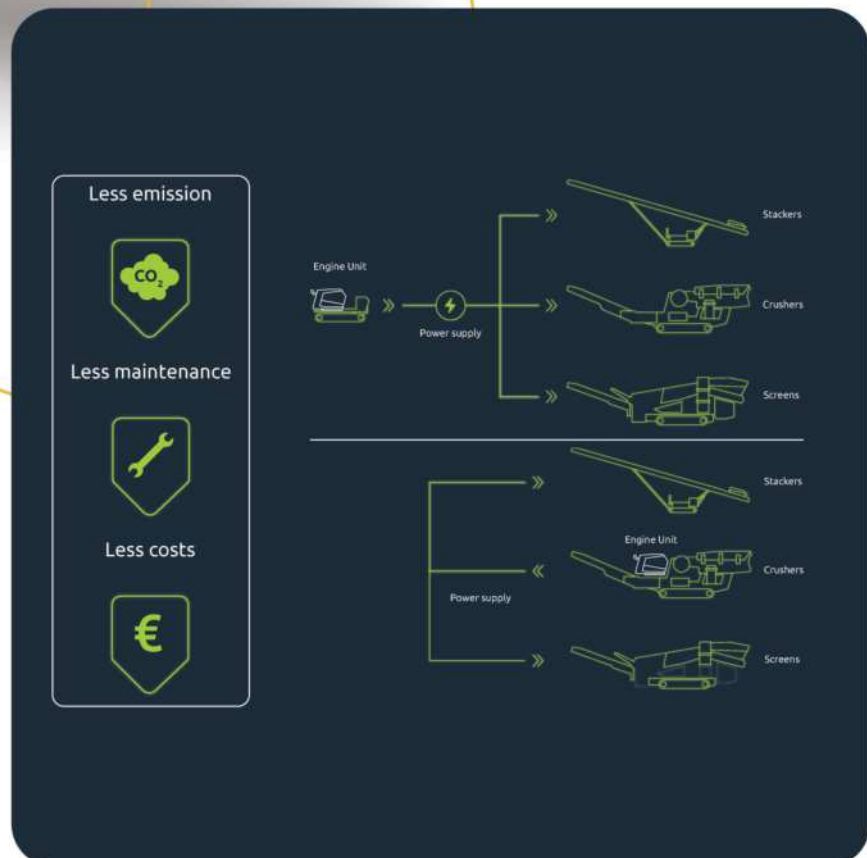 Less emission
CO2
Less maintenance
Less costs
€
Engine Unit
Power supply
Stackers
Crushers
Screens
Stackers
Engine Unit
Crushers
Power supply
Screens